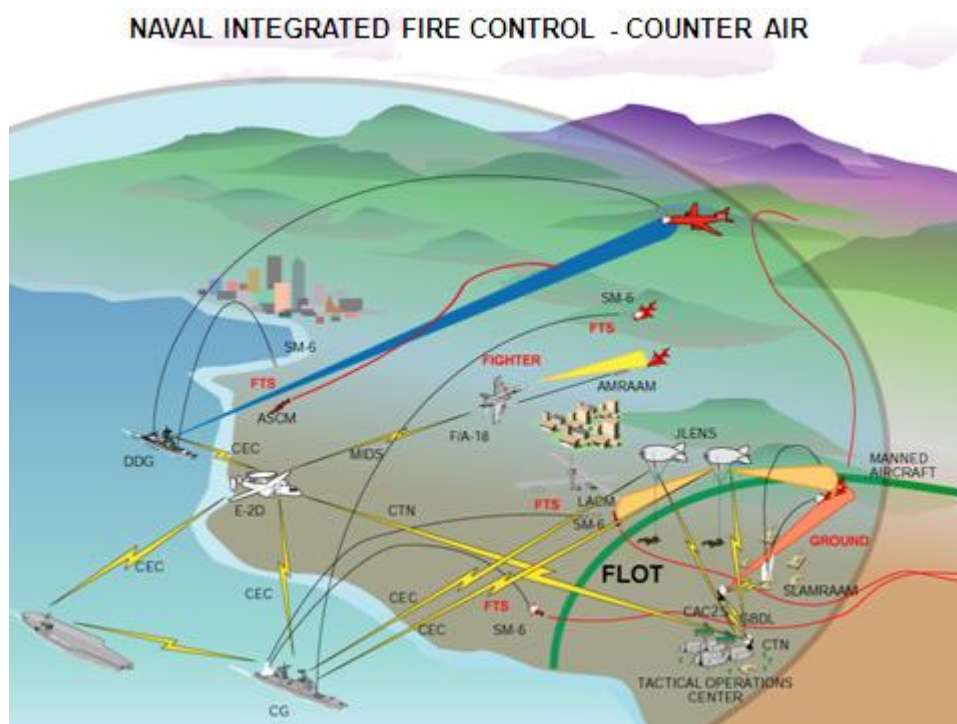 NAVAL INTEGRATED FIRE CONTROL - COUNTER AIR
SM-6
FTS
SM-6
FTS
ASCM
FIGHTER
AMRAAM
F/A-18
DDG
CEC
MIDS
JLENS
MANNED
AIRCRAFT
E-2D
CTN
FTS
LACM
SM-6
GROUND
CEC
FLOT
SLAMRAAM
CEC
CEC
FTS
CEC
SM-6
CAC2S
GBDL
CTN
TACTICAL OPERATIONS
CENTER
CG